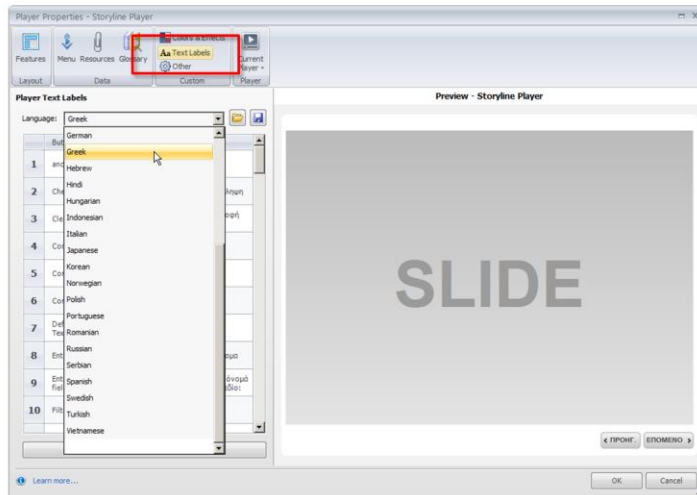 Player Properties - Storyline Player
Colors & Effects
Features Menu Resources Glossary Aa Text Labels Current
Other Player
Layout Data Custom Player
Player Text Labels
Preview - Storyline Player
Language: Greek
German
1 Greek
Hebrew
2 Hindi
Hungarian
3 Indonesian
Italian
4 Japanese
5 Korean
Norwegian
6 Polish
Portuguese
7 Romanian
Russian
8 Serbian
9 Spanish
Swedish
10 Turkish
Vietnamese
SLIDE
ΠΡΟΗΓ. ΕΠΟΜΕΝΟ
Learn more...
OK Cancel